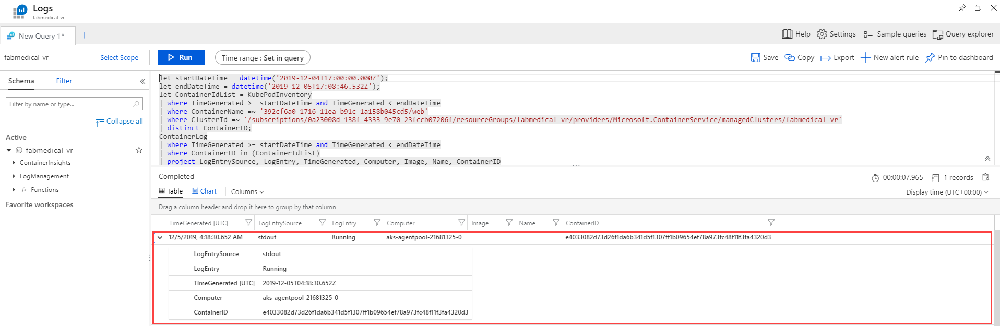 Logs
fabmedical-vr
New Query 1*
Help Settings Sample queries Query explorer
fabmedical-vr Select Scope Run Time range : Set in query Save Copy Export New alert rule Pin to dashboard
Schema Filter
Filter by name or type...
Collapse all
Active
fabmedical-vr
ContainerInsights
LogManagement
fx Functions
Favorite workspaces
let startDateTime = datetime('2019-12-04T17:00:00.000Z');
let endDateTime = datetime('2019-12-05T17:08:46.532Z');
let ContainerIdList = KubePodInventory
| where TimeGenerated >= startDateTime and TimeGenerated < endDateTime
| where ContainerName =~ '392cf6a0-1716-11ea-b91c-1a158b045cd5/web'
| where ClusterId =~ '/subscriptions/0a23008d-138f-4333-9e70-23fccb07206f/resourceGroups/fabmedical-vr/providers/Microsoft.ContainerService/managedClusters/fabmedical-vr'
| distinct ContainerID;
ContainerLog
| where TimeGenerated >= startDateTime and TimeGenerated < endDateTime
| where ContainerID in (ContainerIdList)
| project LogEntrySource, LogEntry, TimeGenerated, Computer, Image, Name, ContainerID
Completed 00:00:07.965 1 records
Table Chart Columns Display time (UTC+00:00)
Drag a column header and drop it here to group by that column
TimeGenerated [UTC] LogEntrySource LogEntry Computer Image Name ContainerID
12/5/2019, 4:18:30.652 AM stdout Running aks-agentpool-21681325-0 e4033082d73d26f1da6b341d5f1307ff1b09654ef78a973fc48f11f3fa4320d3
LogEntrySource stdout
LogEntry Running
TimeGenerated [UTC] 2019-12-05T04:18:30.652Z
Computer aks-agentpool-21681325-0
ContainerID e4033082d73d26f1da6b341d5f1307ff1b09654ef78a973fc48f11f3fa4320d3